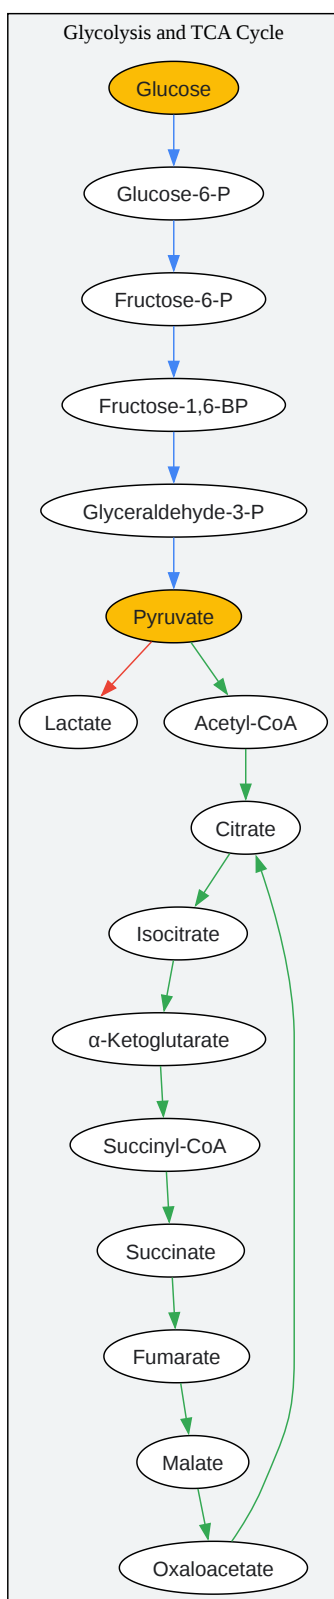 Glycolysis and TCA Cycle
Glucose
Glucose-6-P
Fructose-6-P
Fructose-1,6-BP
Glyceraldehyde-3-P
Pyruvate
Lactate
Acetyl-CoA
Citrate
Isocitrate
α-Ketoglutarate
Succinyl-CoA
Succinate
Fumarate
Malate
Oxaloacetate